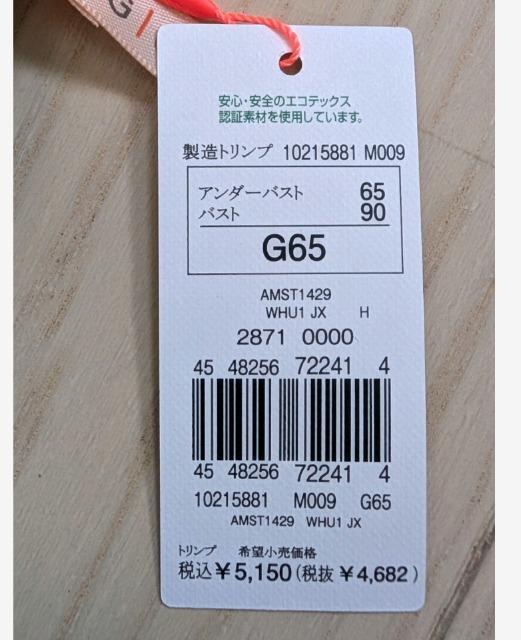 GI
安心・安全のエコテックス
認証素材を使用しています。
製造トリンプ 10215881 M009
アンダーバスト 65
バスト 90
G65
AMST1429
WHU1 JX H
2871 0000
45 48256 72241 4
45 48256 72241 4
10215881 M009 G65
AMST1429 WHU1 JX
トリンプ 希望小売価格
税込¥5,150(税抜¥4,682)